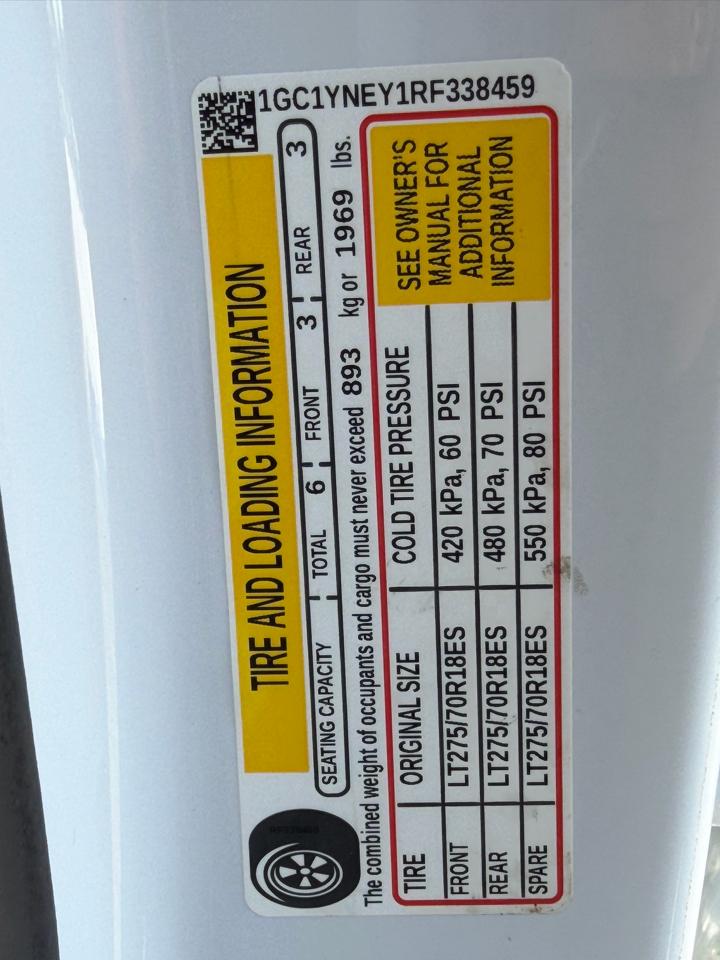 1GC1YNEY1RF338459
TIRE AND LOADING INFORMATION
SEATING CAPACITY TOTAL 6 FRONT 3 REAR 3
The combined weight of occupants and cargo must never exceed 893 kg or 1969 lbs.
TIRE ORIGINAL SIZE COLD TIRE PRESSURE
FRONT LT275/70R18ES 420 kPa, 60 PSI
REAR LT275/70R18ES 480 kPa, 70 PSI
SPARE LT275/70R18ES 550 kPa, 80 PSI
SEE OWNER'S
MANUAL FOR
ADDITIONAL
INFORMATION
RF338459